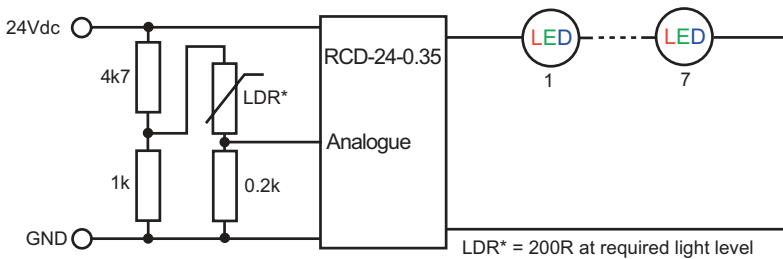 24Vdc
4k7
LDR*
RCD-24-0.35
LED
LED
1
7
Analogue
1k
0.2k
GND
LDR* = 200R at required light level